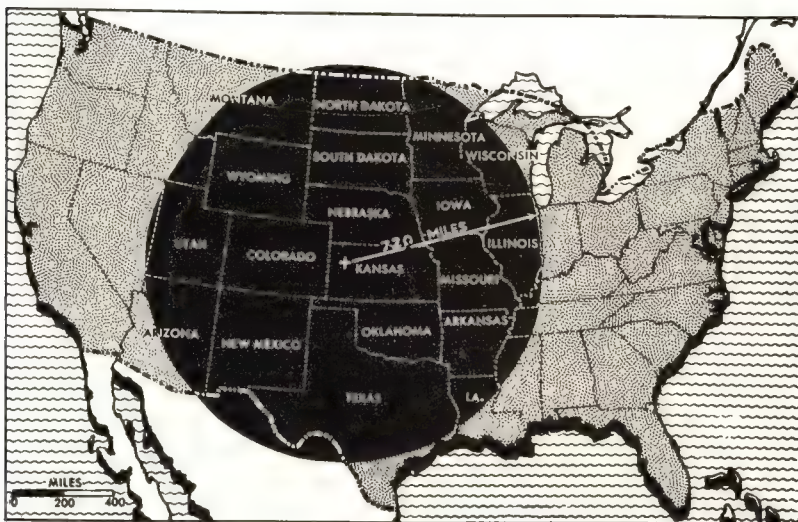 MONTANA
NORTH DAKOTA
MINNESOTA
SOUTH DAKOTA
WISCONSIN
WYOMING
NEBRASKA
IOWA
720 MILES
UTAH
COLORADO
ILLINOIS
KANSAS
MISSOURI
ARIZONA
NEW MEXICO
OKLAHOMA
ARKANSAS
TEXAS
LA.
MILES
0 200 400